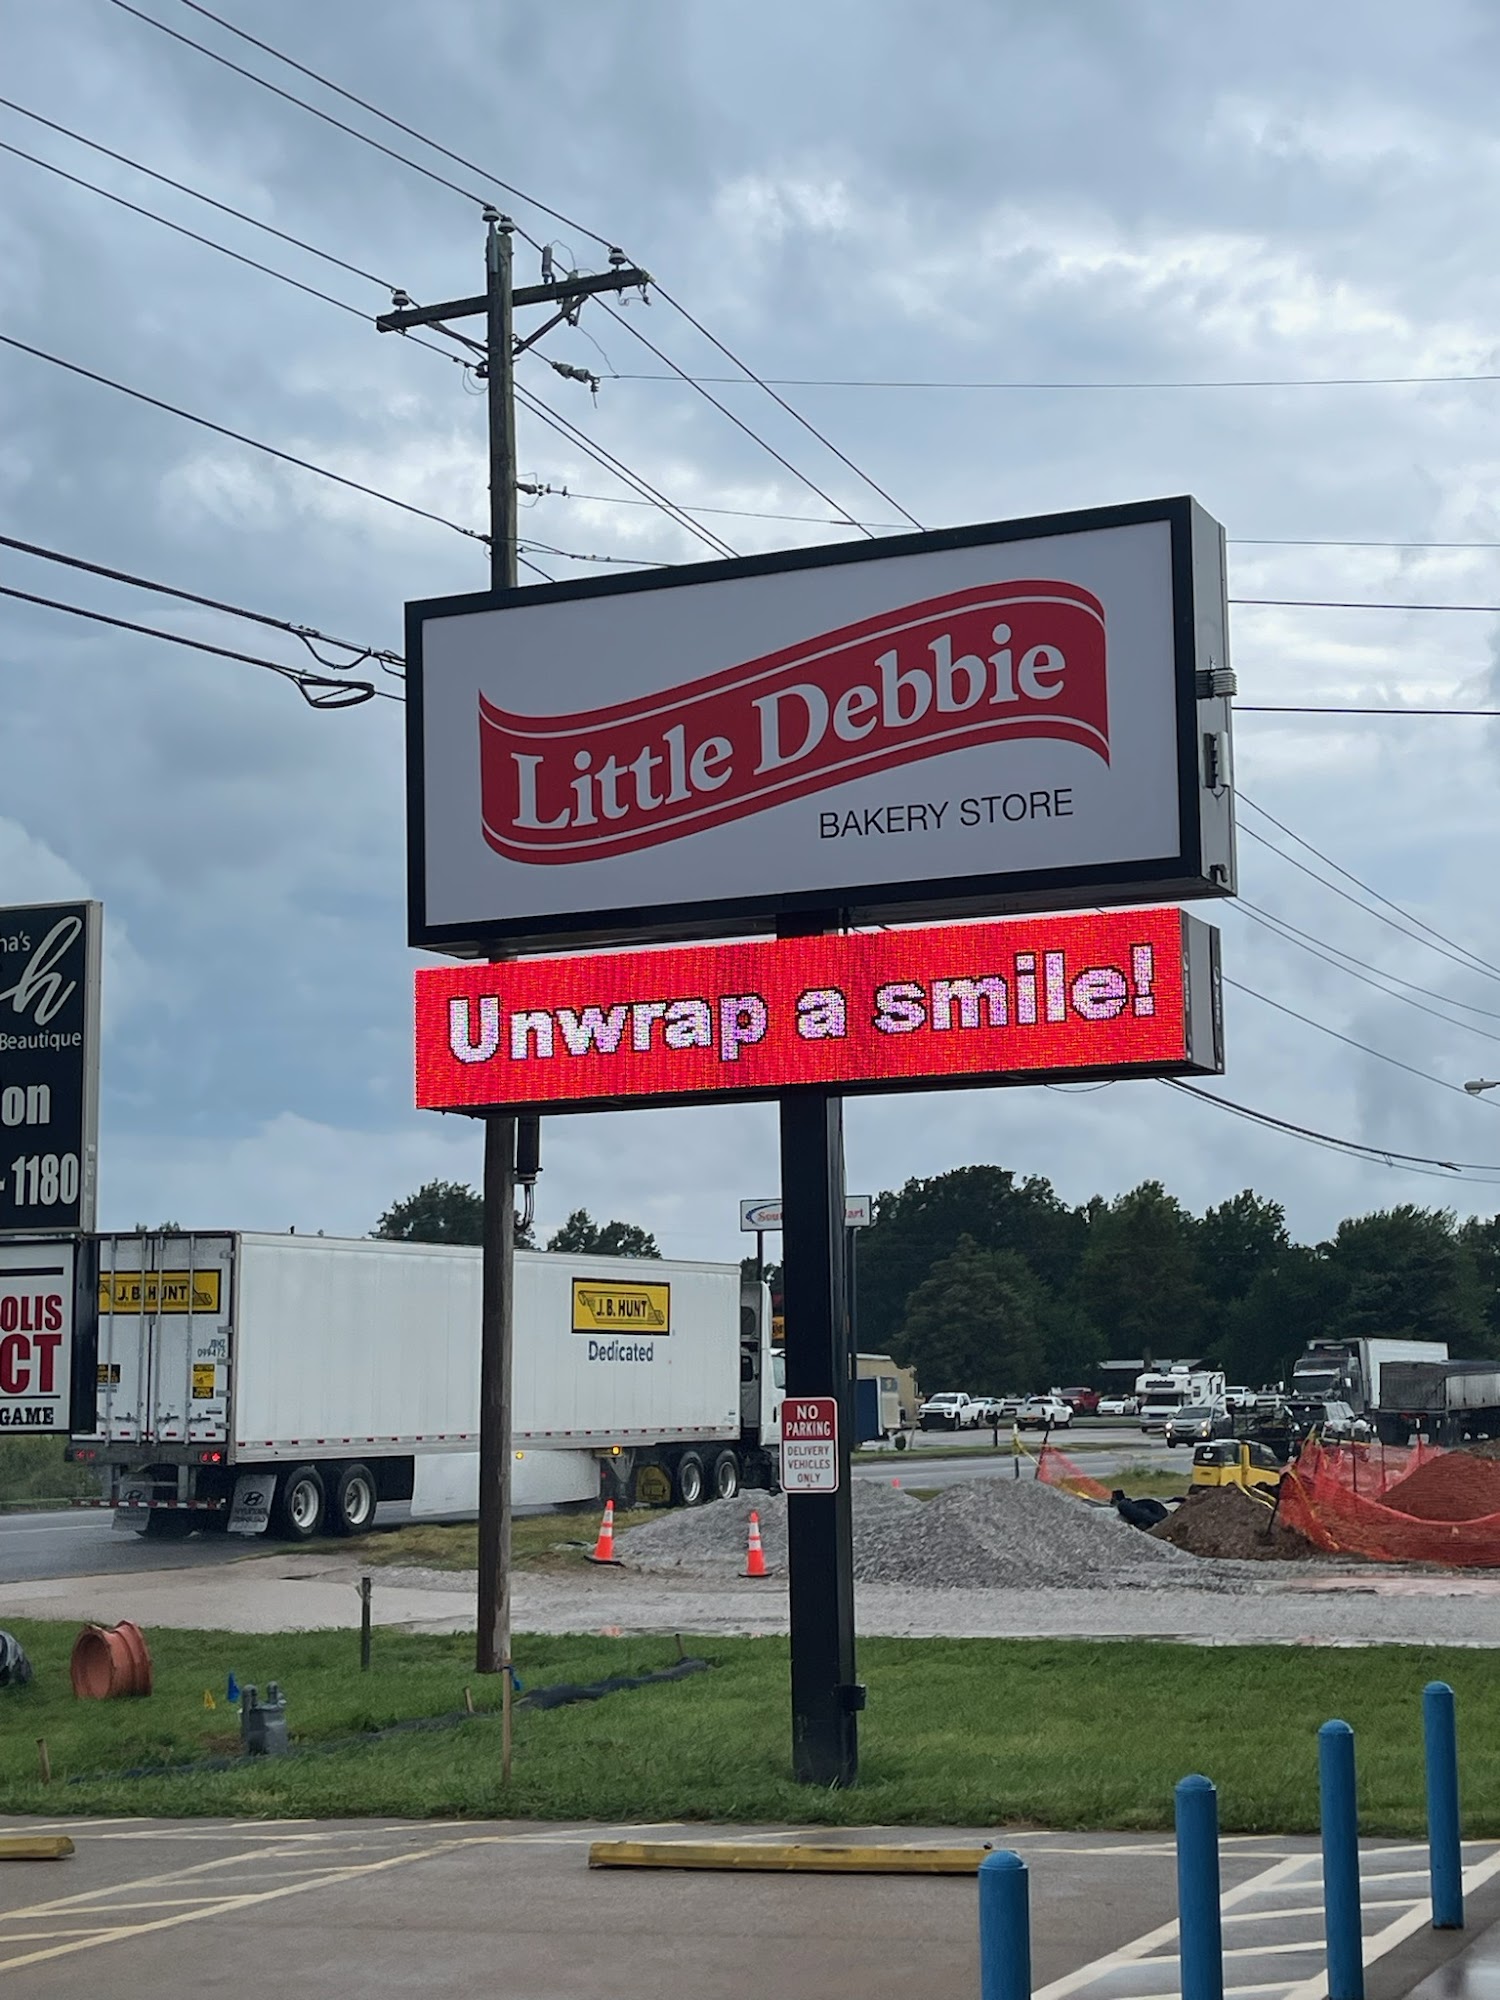 Little Debbie
BAKERY STORE
Unwrap a smile!
Beautique
on
1180
OLIS
CT
GAME
J.B. HUNT
J.B. HUNT
Dedicated
NO
PARKING
DELIVERY
VEHICLES
ONLY